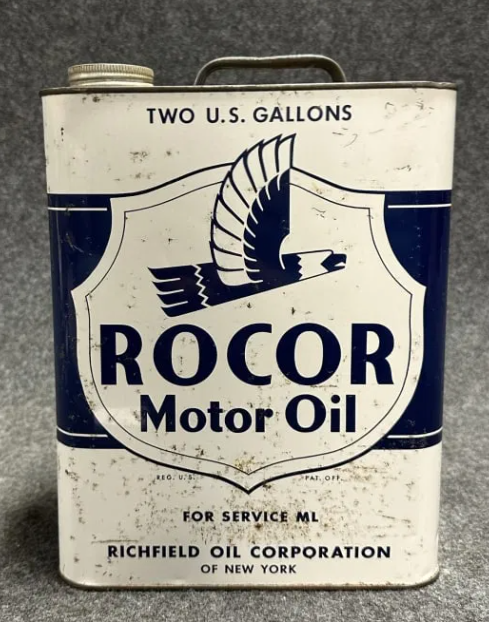 TWO U.S. GALLONS
ROCOR
Motor Oil
REG. U.S. PAT. OFF.
FOR SERVICE ML
RICHFIELD OIL CORPORATION
OF NEW YORK